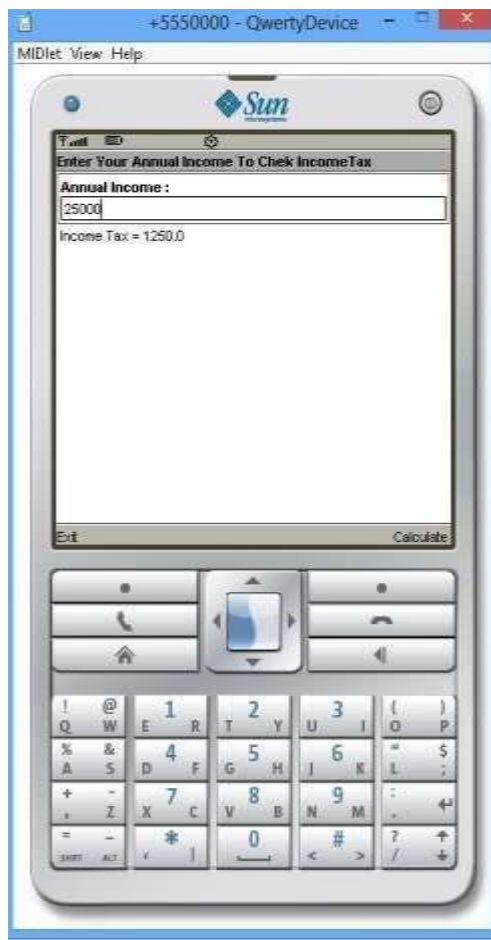 +5550000 - QwertyDevice
MIDlet View Help
Sun
microsystems
Enter Your Annual Income To Chek IncomeTax
Annual Income :
25000
Income Tax = 1250.0
Exit Calculate
! @ 1 2 3 ( )
Q W E R T Y U I O P
% & 4 5 6 " $
A S D F G H J K L ;
+ - 7 8 9 :
, Z X C V B N M .
= _ * 0 # ?
SHIFT ALT < > /